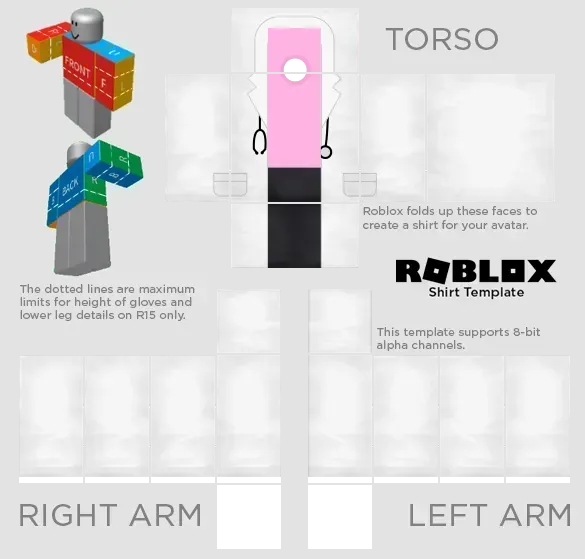 TORSO
FRONT
F
L
U
BACK
R
B
Roblox folds up these faces to
create a shirt for your avatar.
ROBLOX
Shirt Template
The dotted lines are maximum
limits for height of gloves and
lower leg details on R15 only.
This template supports 8-bit
alpha channels.
RIGHT ARM
LEFT ARM